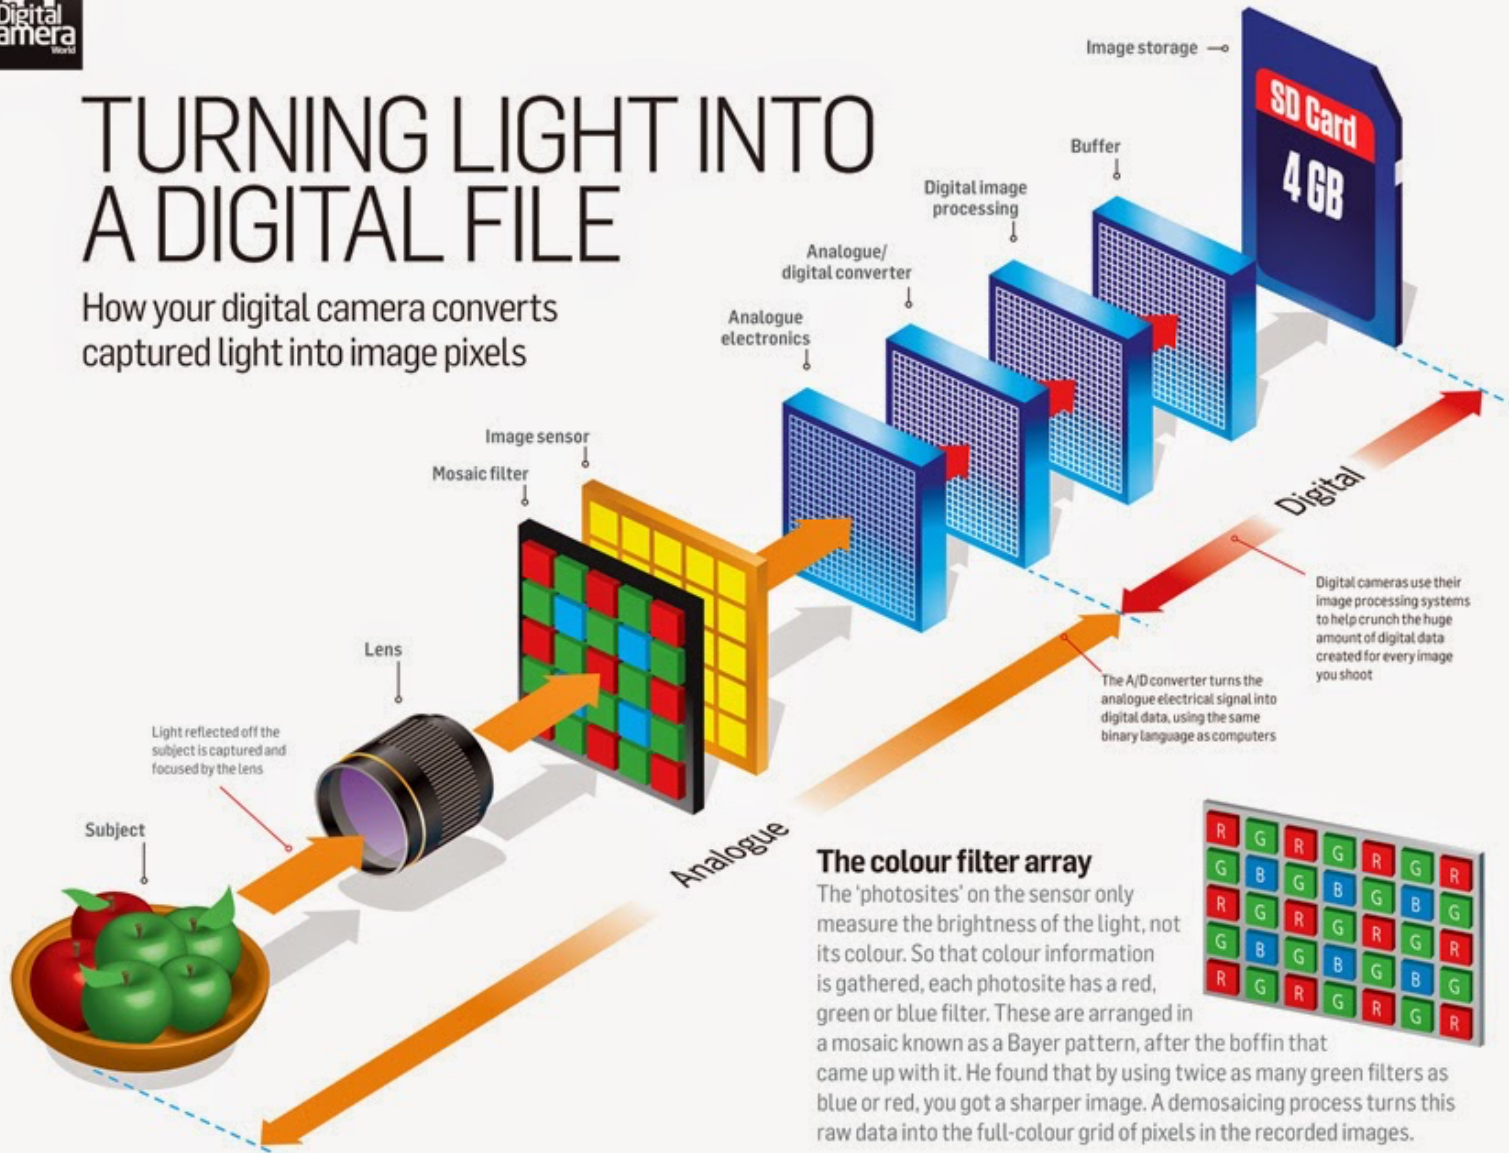 Digital
Camera
World
TURNING LIGHT INTO
A DIGITAL FILE
How your digital camera converts
captured light into image pixels
Image storage
SD Card
4 GB
Buffer
Digital image
processing
Analogue/
digital converter
Analogue
electronics
Image sensor
Mosaic filter
Lens
Light reflected off the
subject is captured and
focused by the lens
Subject
Analogue
Digital
Digital cameras use their
image processing systems
to help crunch the huge
amount of digital data
created for every image
you shoot
The A/D converter turns the
analogue electrical signal into
digital data, using the same
binary language as computers
The colour filter array
The 'photosites' on the sensor only
measure the brightness of the light, not
its colour. So that colour information
is gathered, each photosite has a red,
green or blue filter. These are arranged in
a mosaic known as a Bayer pattern, after the boffin that
came up with it. He found that by using twice as many green filters as
blue or red, you got a sharper image. A demosaicing process turns this
raw data into the full-colour grid of pixels in the recorded images.
R G R G R G R
G B G B G B G
R G R G R G R
G B G B G B G
R G R G R G R